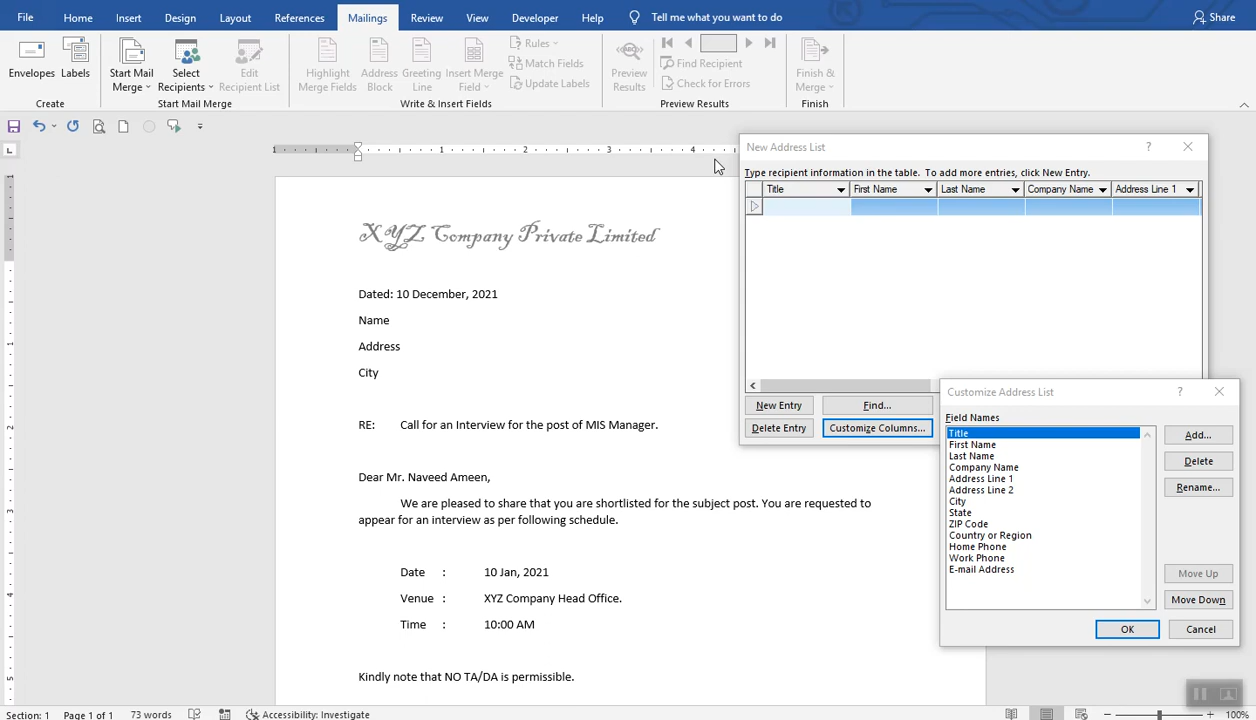 File Home Insert Design Layout References Mailings Review View Developer Help Tell me what you want to do Share
Envelopes Labels Start Mail Merge Select Recipients Edit Recipient List Highlight Merge Fields Address Block Greeting Line Insert Merge Field Rules Match Fields Update Labels Preview Results Find Recipient Check for Errors Finish & Merge
Create Start Mail Merge Write & Insert Fields Preview Results Finish
XYZ Company Private Limited
Dated: 10 December, 2021
Name
Address
City
RE: Call for an Interview for the post of MIS Manager.
Dear Mr. Naveed Ameen,
We are pleased to share that you are shortlisted for the subject post. You are requested to
appear for an interview as per following schedule.
Date : 10 Jan, 2021
Venue : XYZ Company Head Office.
Time : 10:00 AM
Kindly note that NO TA/DA is permissible.
New Address List ?
Type recipient information in the table. To add more entries, click New Entry.
Title First Name Last Name Company Name Address Line 1
New Entry Find...
Delete Entry Customize Columns...
Customize Address List ?
Field Names
Title
First Name
Last Name
Company Name
Address Line 1
Address Line 2
City
State
ZIP Code
Country or Region
Home Phone
Work Phone
E-mail Address
Add...
Delete
Rename...
Move Up
Move Down
OK Cancel
Section: 1 Page 1 of 1 73 words Accessibility: Investigate 100%